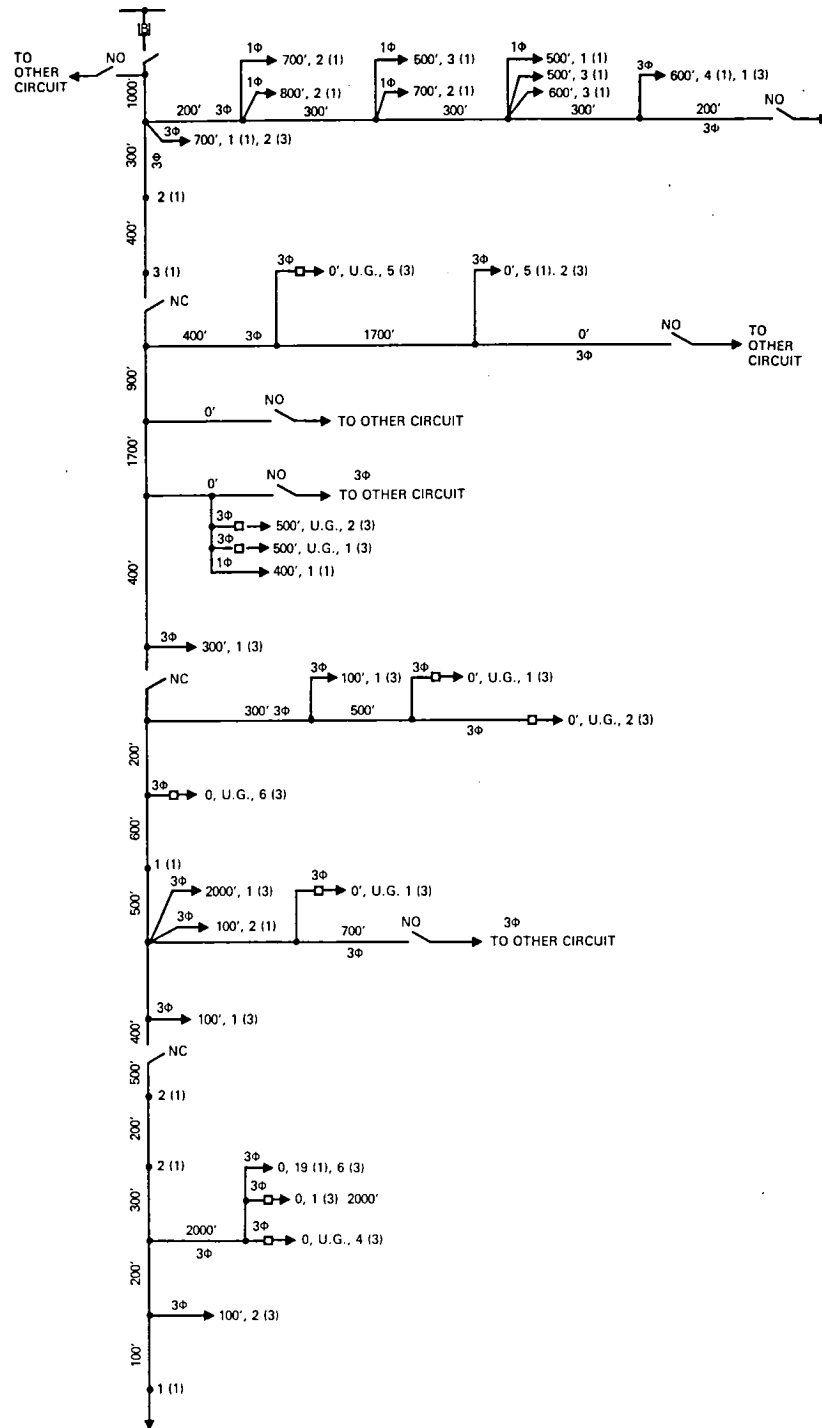 B
NO
TO
OTHER
CIRCUIT
1000'
1Φ
700', 2 (1)
1Φ
800', 2 (1)
1Φ
500', 3 (1)
1Φ
700', 2 (1)
1Φ
500', 1 (1)
500', 3 (1)
600', 3 (1)
3Φ
600', 4 (1), 1 (3)
200' 3Φ
300'
300'
300'
200'
3Φ
NO
3Φ
700', 1 (1), 2 (3)
300'
3Φ
2 (1)
400'
3 (1)
NC
3Φ
0', U.G., 5 (3)
3Φ
0', 5 (1). 2 (3)
400' 3Φ
1700'
0'
3Φ
NO
TO
OTHER
CIRCUIT
900'
0'
NO
TO OTHER CIRCUIT
1700'
0'
NO
3Φ
TO OTHER CIRCUIT
3Φ
500', U.G., 2 (3)
3Φ
500', U.G., 1 (3)
1Φ
400', 1 (1)
400'
3Φ
300', 1 (3)
NC
3Φ
100', 1 (3)
3Φ
0', U.G., 1 (3)
300' 3Φ
500'
3Φ
0', U.G., 2 (3)
200'
3Φ
0, U.G., 6 (3)
600'
1 (1)
500'
3Φ
2000', 1 (3)
3Φ
100', 2 (1)
3Φ
0', U.G. 1 (3)
700'
3Φ
NO
3Φ
TO OTHER CIRCUIT
3Φ
100', 1 (3)
400'
NC
500'
2 (1)
200'
2 (1)
300'
3Φ
0, 19 (1), 6 (3)
3Φ
0, 1 (3) 2000'
2000'
3Φ
3Φ
0, U.G., 4 (3)
200'
3Φ
100', 2 (3)
100'
1 (1)